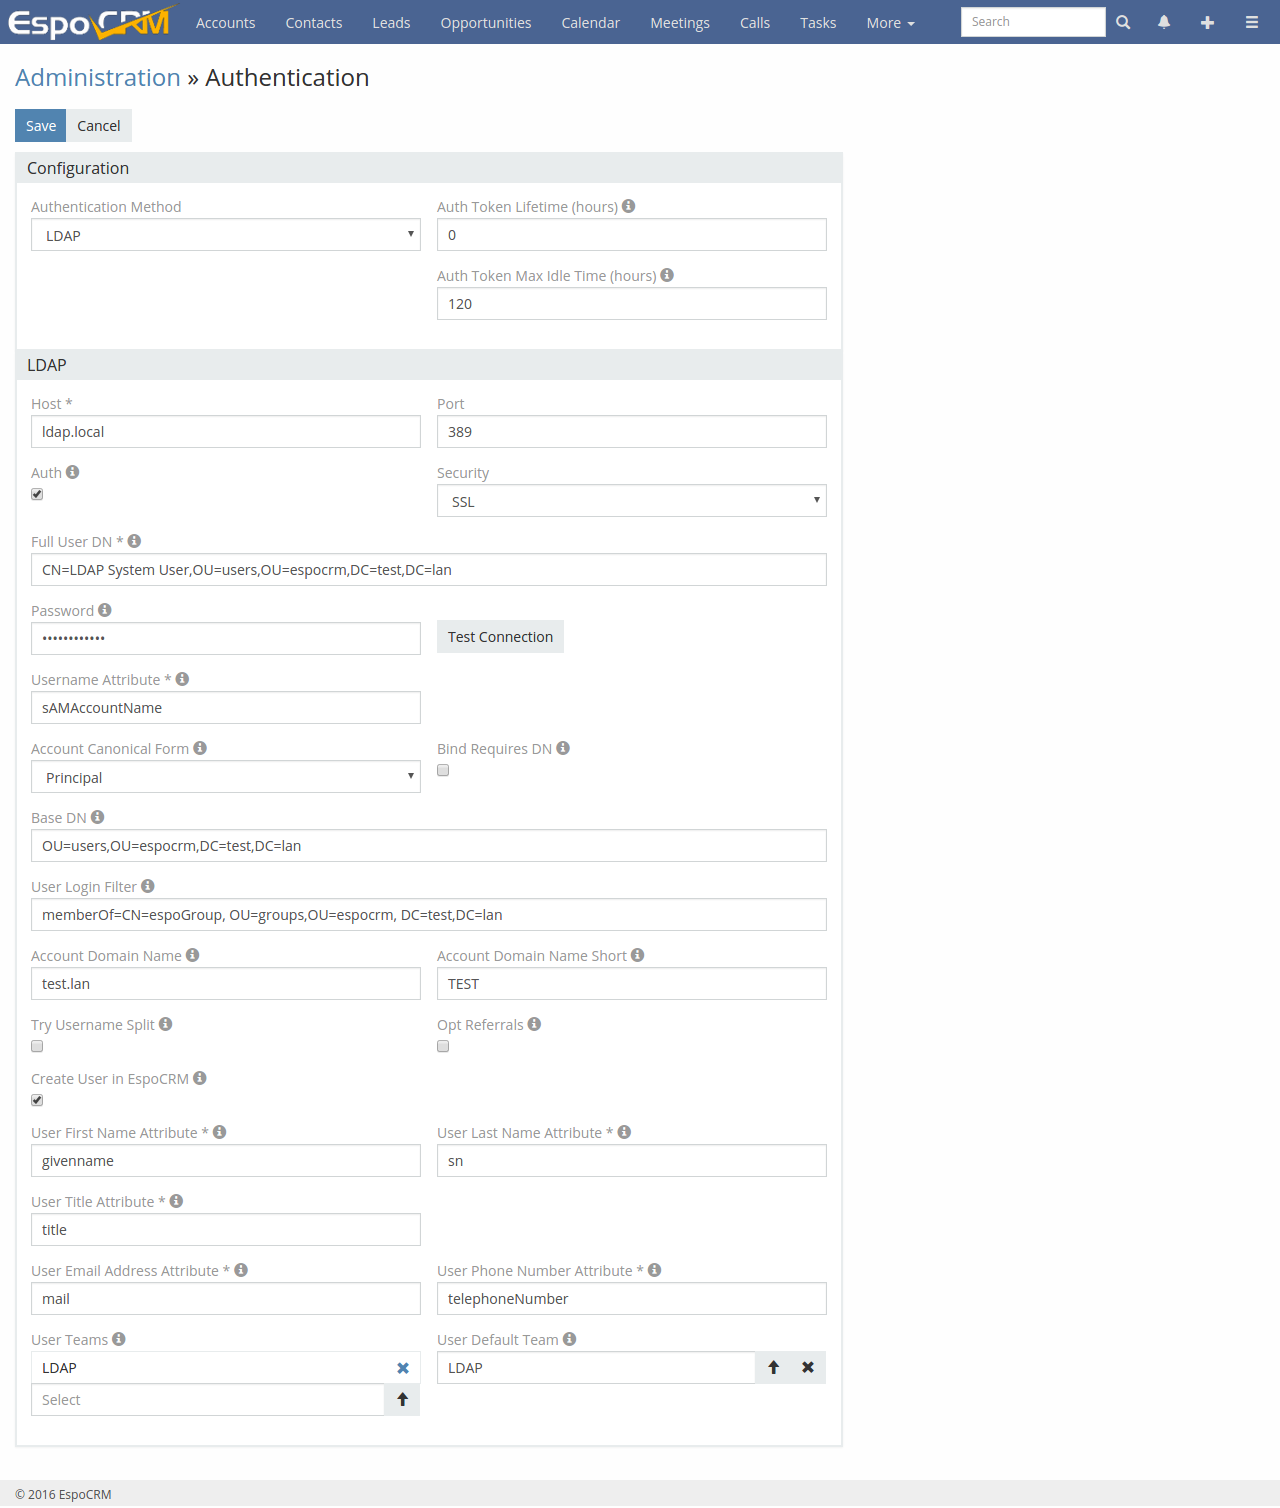 EspoCRM Accounts Contacts Leads Opportunities Calendar Meetings Calls Tasks More Search
Administration » Authentication
Save Cancel
Configuration
Authentication Method Auth Token Lifetime (hours)
LDAP 0
Auth Token Max Idle Time (hours)
120
LDAP
Host * Port
ldap.local 389
Auth Security
SSL
Full User DN *
CN=LDAP System User,OU=users,OU=espocrm,DC=test,DC=lan
Password
•••••••••••• Test Connection
Username Attribute *
sAMAccountName
Account Canonical Form Bind Requires DN
Principal
Base DN
OU=users,OU=espocrm,DC=test,DC=lan
User Login Filter
memberOf=CN=espoGroup, OU=groups,OU=espocrm, DC=test,DC=lan
Account Domain Name Account Domain Name Short
test.lan TEST
Try Username Split Opt Referrals
Create User in EspoCRM
User First Name Attribute * User Last Name Attribute *
givenname sn
User Title Attribute *
title
User Email Address Attribute * User Phone Number Attribute *
mail telephoneNumber
User Teams User Default Team
LDAP LDAP
Select
© 2016 EspoCRM